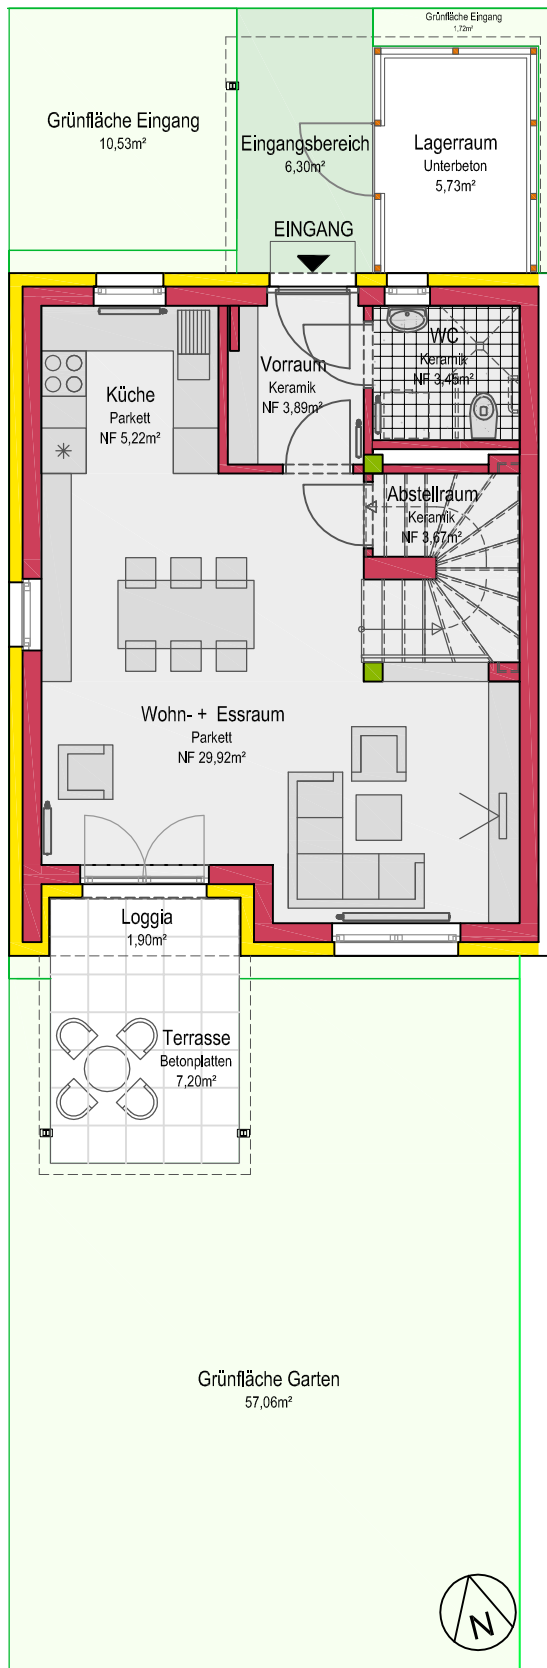 Grünfläche Eingang
1,72m²
Grünfläche Eingang
10,53m²
Eingangsbereich
6,30m²
Lagerraum
Unterbeton
5,73m²
EINGANG
WC
Keramik
NF 3,45m²
Vorraum
Keramik
NF 3,89m²
Küche
Parkett
NF 5,22m²
Abstellraum
Keramik
NF 3,67m²
Wohn- + Essraum
Parkett
NF 29,92m²
Loggia
1,90m²
Terrasse
Betonplatten
7,20m²
Grünfläche Garten
57,06m²
N